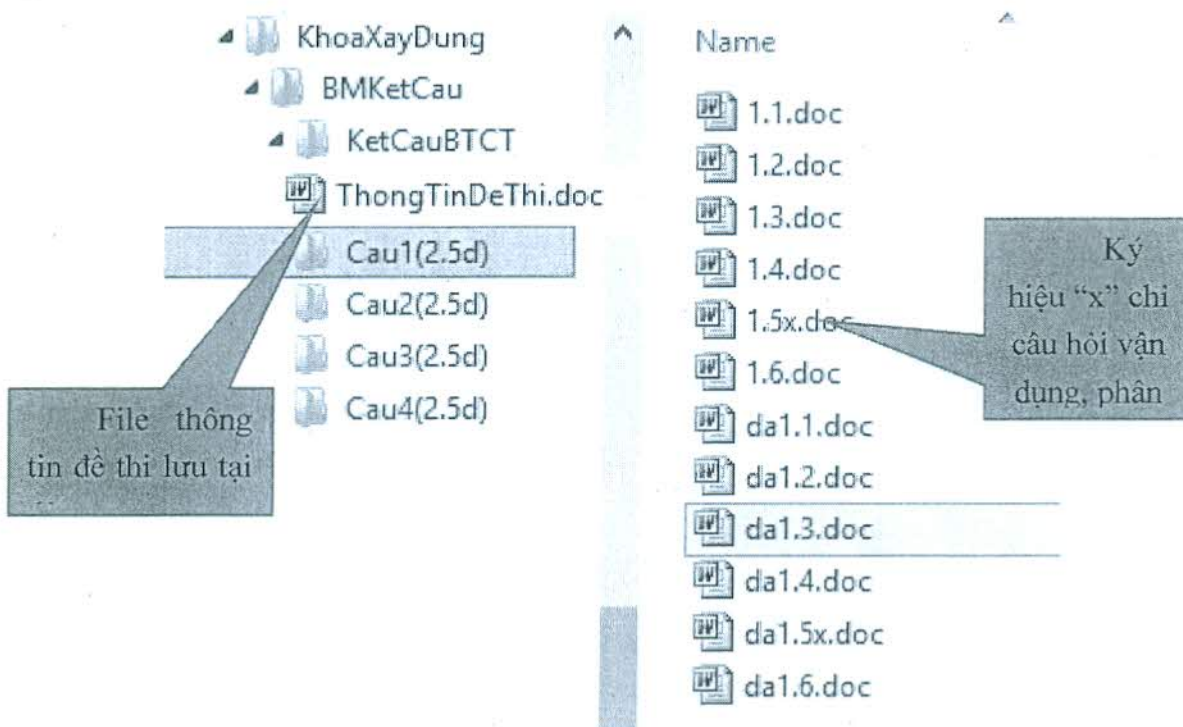 KhoaXayDung
BMKetCau
KetCauBTCT
ThongTinDeThi.doc
Cau1(2.5d)
Cau2(2.5d)
Cau3(2.5d)
Cau4(2.5d)
File thông
tin đề thi lưu tại
Name
1.1.doc
1.2.doc
1.3.doc
1.4.doc
1.5x.doc
1.6.doc
da1.1.doc
da1.2.doc
da1.3.doc
da1.4.doc
da1.5x.doc
da1.6.doc
Ký
hiệu “x” chỉ
câu hỏi vận
dụng, phân